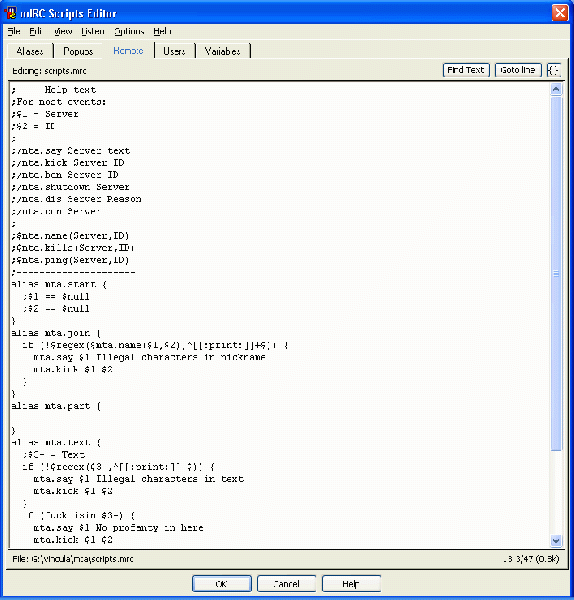 mIRC Scripts Editor
File Edit View Listen Options Help
Aliases Popups Remote Users Variables
Editing: scripts.mrc Find Text Goto line {}
; Help text
;For most events:
;$1 = Server
;$2 = ID
;
;/mta.say Server text
;/mta.kick Server ID
;/mta.ban Server ID
;/mta.shutdown Server
;/mta.dis Server Reason
;/mta.con Server
;
;$mta.name(Server,ID)
;$mta.kills(Server,ID)
;$mta.ping(Server,ID)
;--------------------
alias mta.start {
;$1 == $null
;$2 == $null
}
alias mta.join {
if (!$regex($mta.name($1,$2),^[[:print:]]+$)) {
mta.say $1 Illegal characters in nickname
mta.kick $1 $2
}
}
alias mta.part {
}
alias mta.text {
;$3- = Text
if (!$regex($3-,^[[:print:]]+$)) {
mta.say $1 Illegal characters in text
mta.kick $1 $2
}
if (fuck isin $3-) {
mta.say $1 No profanty in here
mta.kick $1 $2
File: G:\vincula\mca\scripts.mrc 3/47 (0.8k)
OK Cancel Help